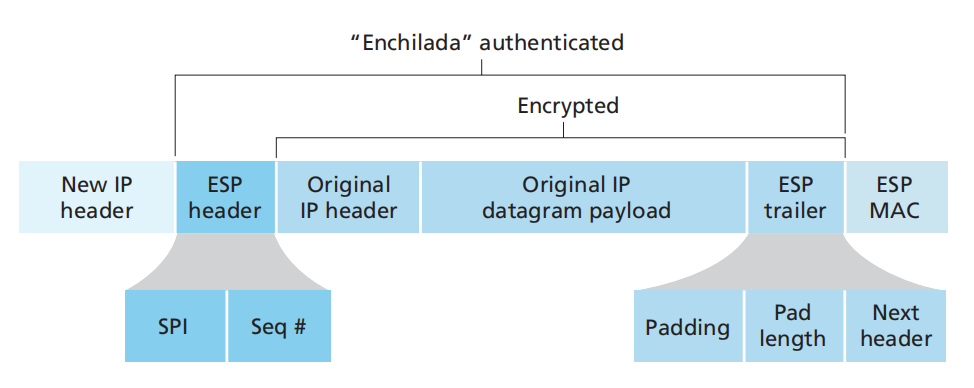 “Enchilada” authenticated
Encrypted
New IP
header
ESP
header
Original
IP header
Original IP
datagram payload
ESP
trailer
ESP
MAC
SPI
Seq #
Padding
Pad
length
Next
header